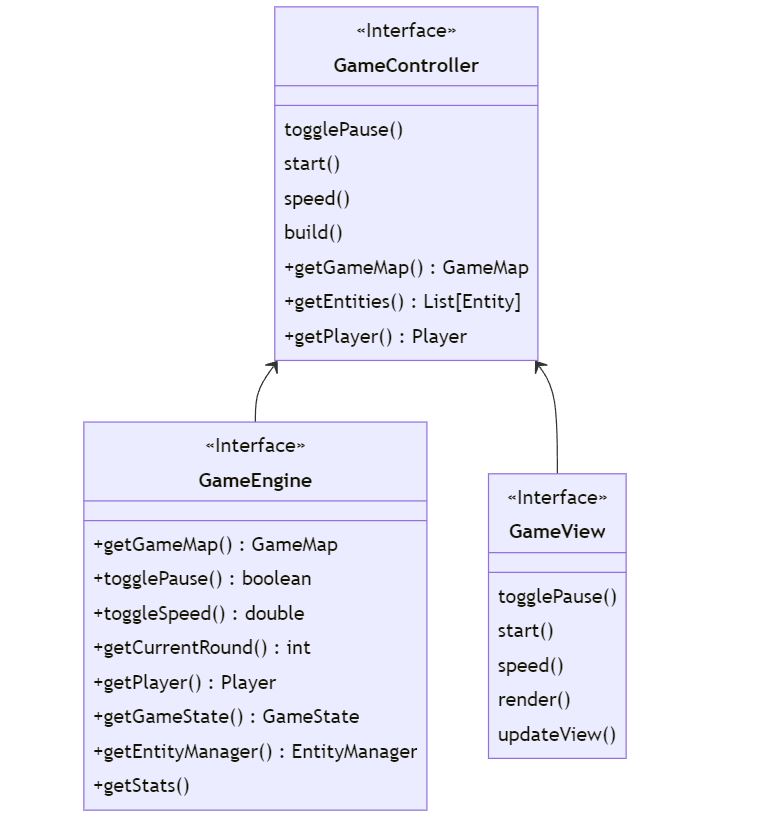 «Interface»
GameController
togglePause()
start()
speed()
build()
+getGameMap() : GameMap
+getEntities() : List[Entity]
+getPlayer() : Player
«Interface»
GameEngine
+getGameMap() : GameMap
+togglePause() : boolean
+toggleSpeed() : double
+getCurrentRound() : int
+getPlayer() : Player
+getGameState() : GameState
+getEntityManager() : EntityManager
+getStats()
«Interface»
GameView
togglePause()
start()
speed()
render()
updateView()